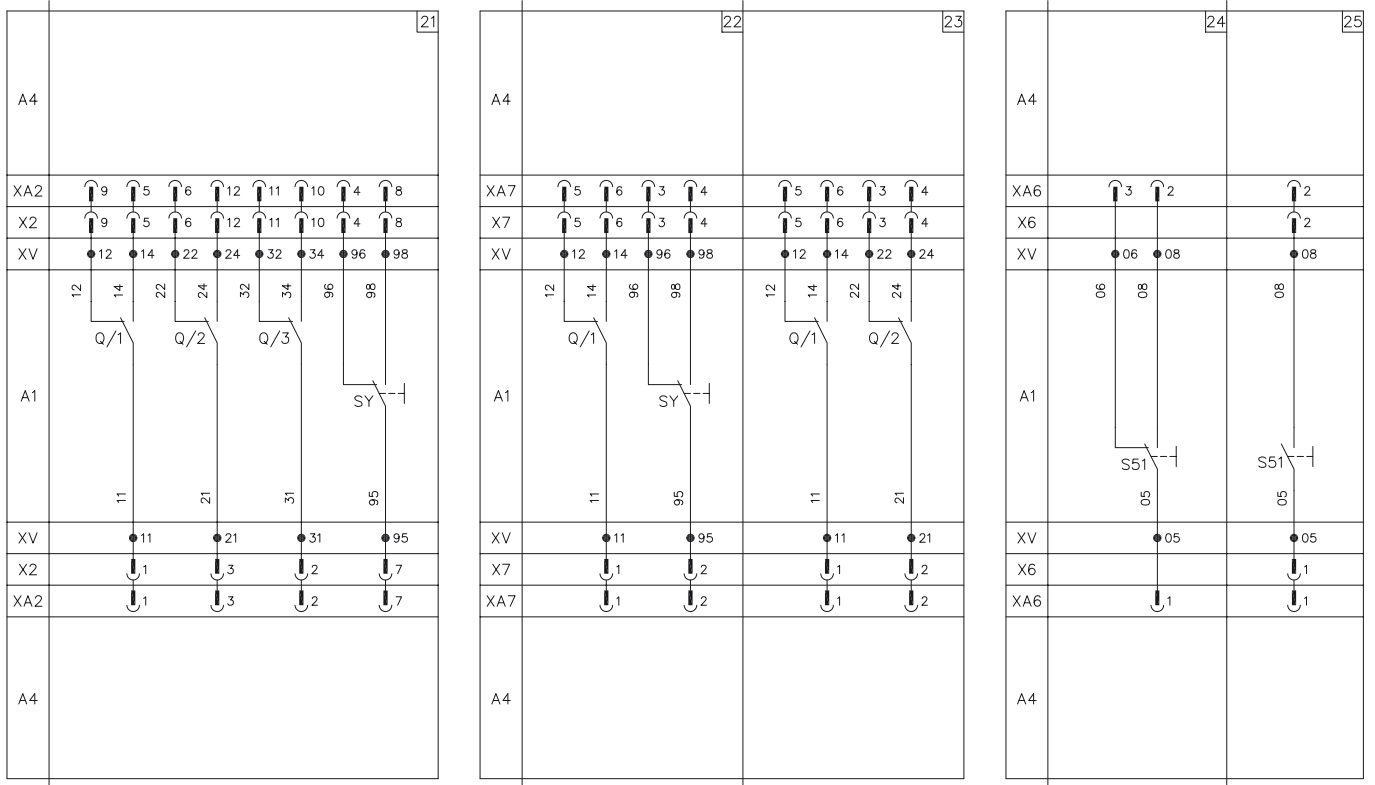 21
A4
XA2 9 5 6 12 11 10 4 8
X2 9 5 6 12 11 10 4 8
XV 12 14 22 24 32 34 96 98
12 14 22 24 32 34 96 98
Q/1 Q/2 Q/3
A1
SY
11 21 31 95
XV 11 21 31 95
X2 1 3 2 7
XA2 1 3 2 7
A4
22 23
A4
XA7 5 6 3 4 5 6 3 4
X7 5 6 3 4 5 6 3 4
XV 12 14 96 98 12 14 22 24
12 14 96 98 12 14 22 24
Q/1 Q/1 Q/2
A1
SY
11 95 11 21
XV 11 95 11 21
X7 1 2 1 2
XA7 1 2 1 2
A4
24 25
A4
XA6 3 2 2
X6 2
XV 06 08 08
06 08 08
A1
S51 S51
05 05
XV 05 05
X6 1
XA6 1 1
A4